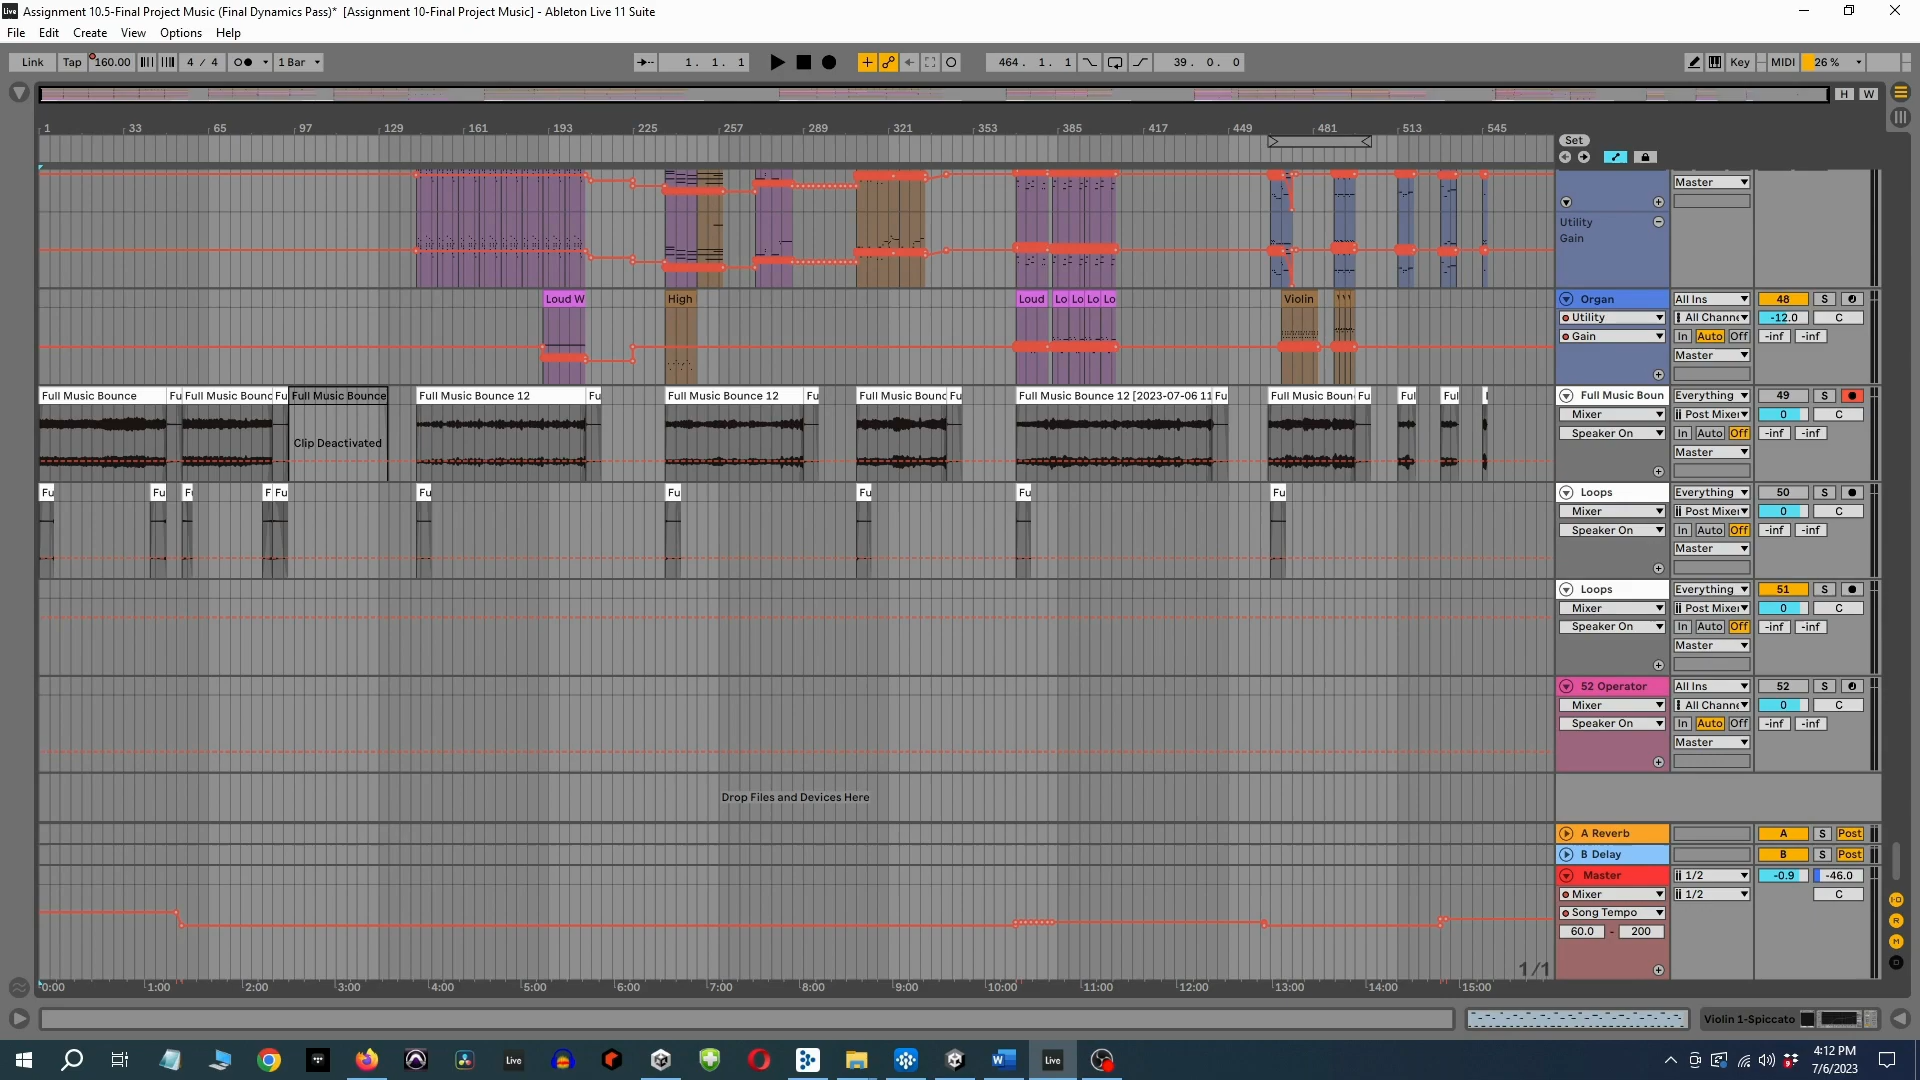 Assignment 10.5-Final Project Music (Final Dynamics Pass)* [Assignment 10-Final Project Music] - Ableton Live 11 Suite
File Edit Create View Options Help
Link Tap 160.00 4 / 4 1 Bar 1. 1. 1 464. 1. 1 39. 0. 0 Key MIDI 26 %
H W
1 33 65 97 129 161 193 225 257 289 321 353 385 417 449 481 513 545
Set
Master
Utility
Gain
Loud W High Loud Lo Lo Lo Lo Violin Organ All Ins 48 S
Utility All Channe -12.0 C
Gain In Auto Off -inf -inf
Master
Full Music Bounce Fu Full Music Bounc Fu Full Music Bounce Full Music Bounce 12 Fu Full Music Bounce 12 Fu Full Music Bounc Fu Full Music Bounce 12 [2023-07-06 11 Fu Full Music Boun Fu Ful Ful Full Music Boun Everything 49 S
Mixer Post Mixer 0 C
Clip Deactivated Speaker On In Auto Off -inf -inf
Master
Fu Fu F F Fu Fu Fu Fu Fu Fu Loops Everything 50 S
Mixer Post Mixer 0 C
Speaker On In Auto Off -inf -inf
Master
Loops Everything 51 S
Mixer Post Mixer 0 C
Speaker On In Auto Off -inf -inf
Master
52 Operator All Ins 52 S
Mixer All Channe 0 C
Speaker On In Auto Off -inf -inf
Master
Drop Files and Devices Here
A Reverb A S Post
B Delay B S Post
Master 1/2 -0.9 -46.0
Mixer 1/2 C
Song Tempo
60.0 - 200
1/1
0:00 1:00 2:00 3:00 4:00 5:00 6:00 7:00 8:00 9:00 10:00 11:00 12:00 13:00 14:00 15:00
Violin 1-Spiccato
Live Live
4:12 PM
7/6/2023